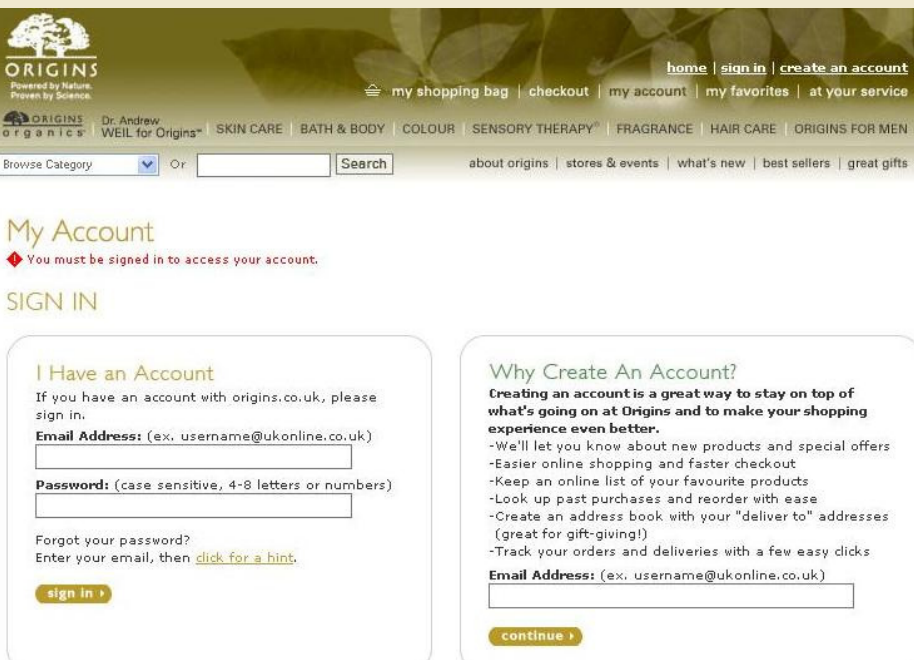 ORIGINS
Powered by Nature.
Proven by Science.
home | sign in | create an account
my shopping bag | checkout | my account | my favorites | at your service
ORIGINS
organics
Dr. Andrew
WEIL for Origins™
SKIN CARE | BATH & BODY | COLOUR | SENSORY THERAPY® | FRAGRANCE | HAIR CARE | ORIGINS FOR MEN
Browse Category Or Search
about origins | stores & events | what's new | best sellers | great gifts
My Account
You must be signed in to access your account.
SIGN IN
I Have an Account
If you have an account with origins.co.uk, please
sign in.
Email Address: (ex. username@ukonline.co.uk)
Password: (case sensitive, 4-8 letters or numbers)
Forgot your password?
Enter your email, then click for a hint.
sign in
Why Create An Account?
Creating an account is a great way to stay on top of
what's going on at Origins and to make your shopping
experience even better.
-We'll let you know about new products and special offers
-Easier online shopping and faster checkout
-Keep an online list of your favourite products
-Look up past purchases and reorder with ease
-Create an address book with your "deliver to" addresses
(great for gift-giving!)
-Track your orders and deliveries with a few easy clicks
Email Address: (ex. username@ukonline.co.uk)
continue